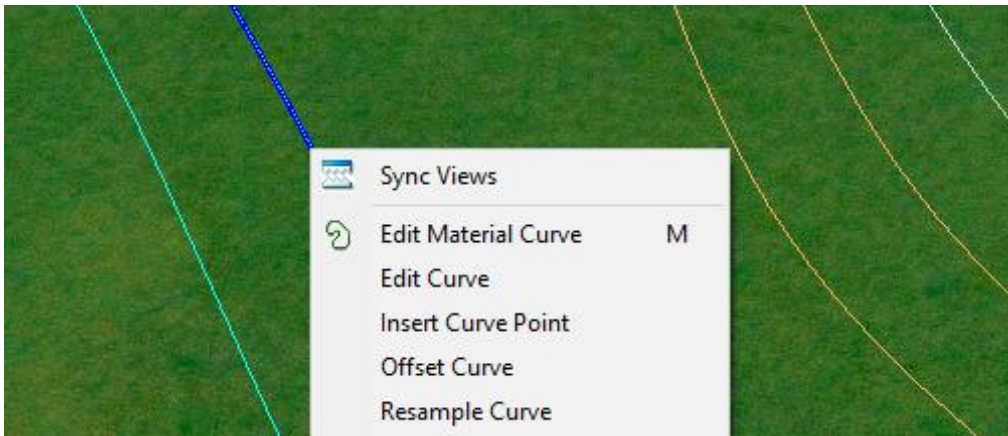 Sync Views
Edit Material Curve M
Edit Curve
Insert Curve Point
Offset Curve
Resample Curve